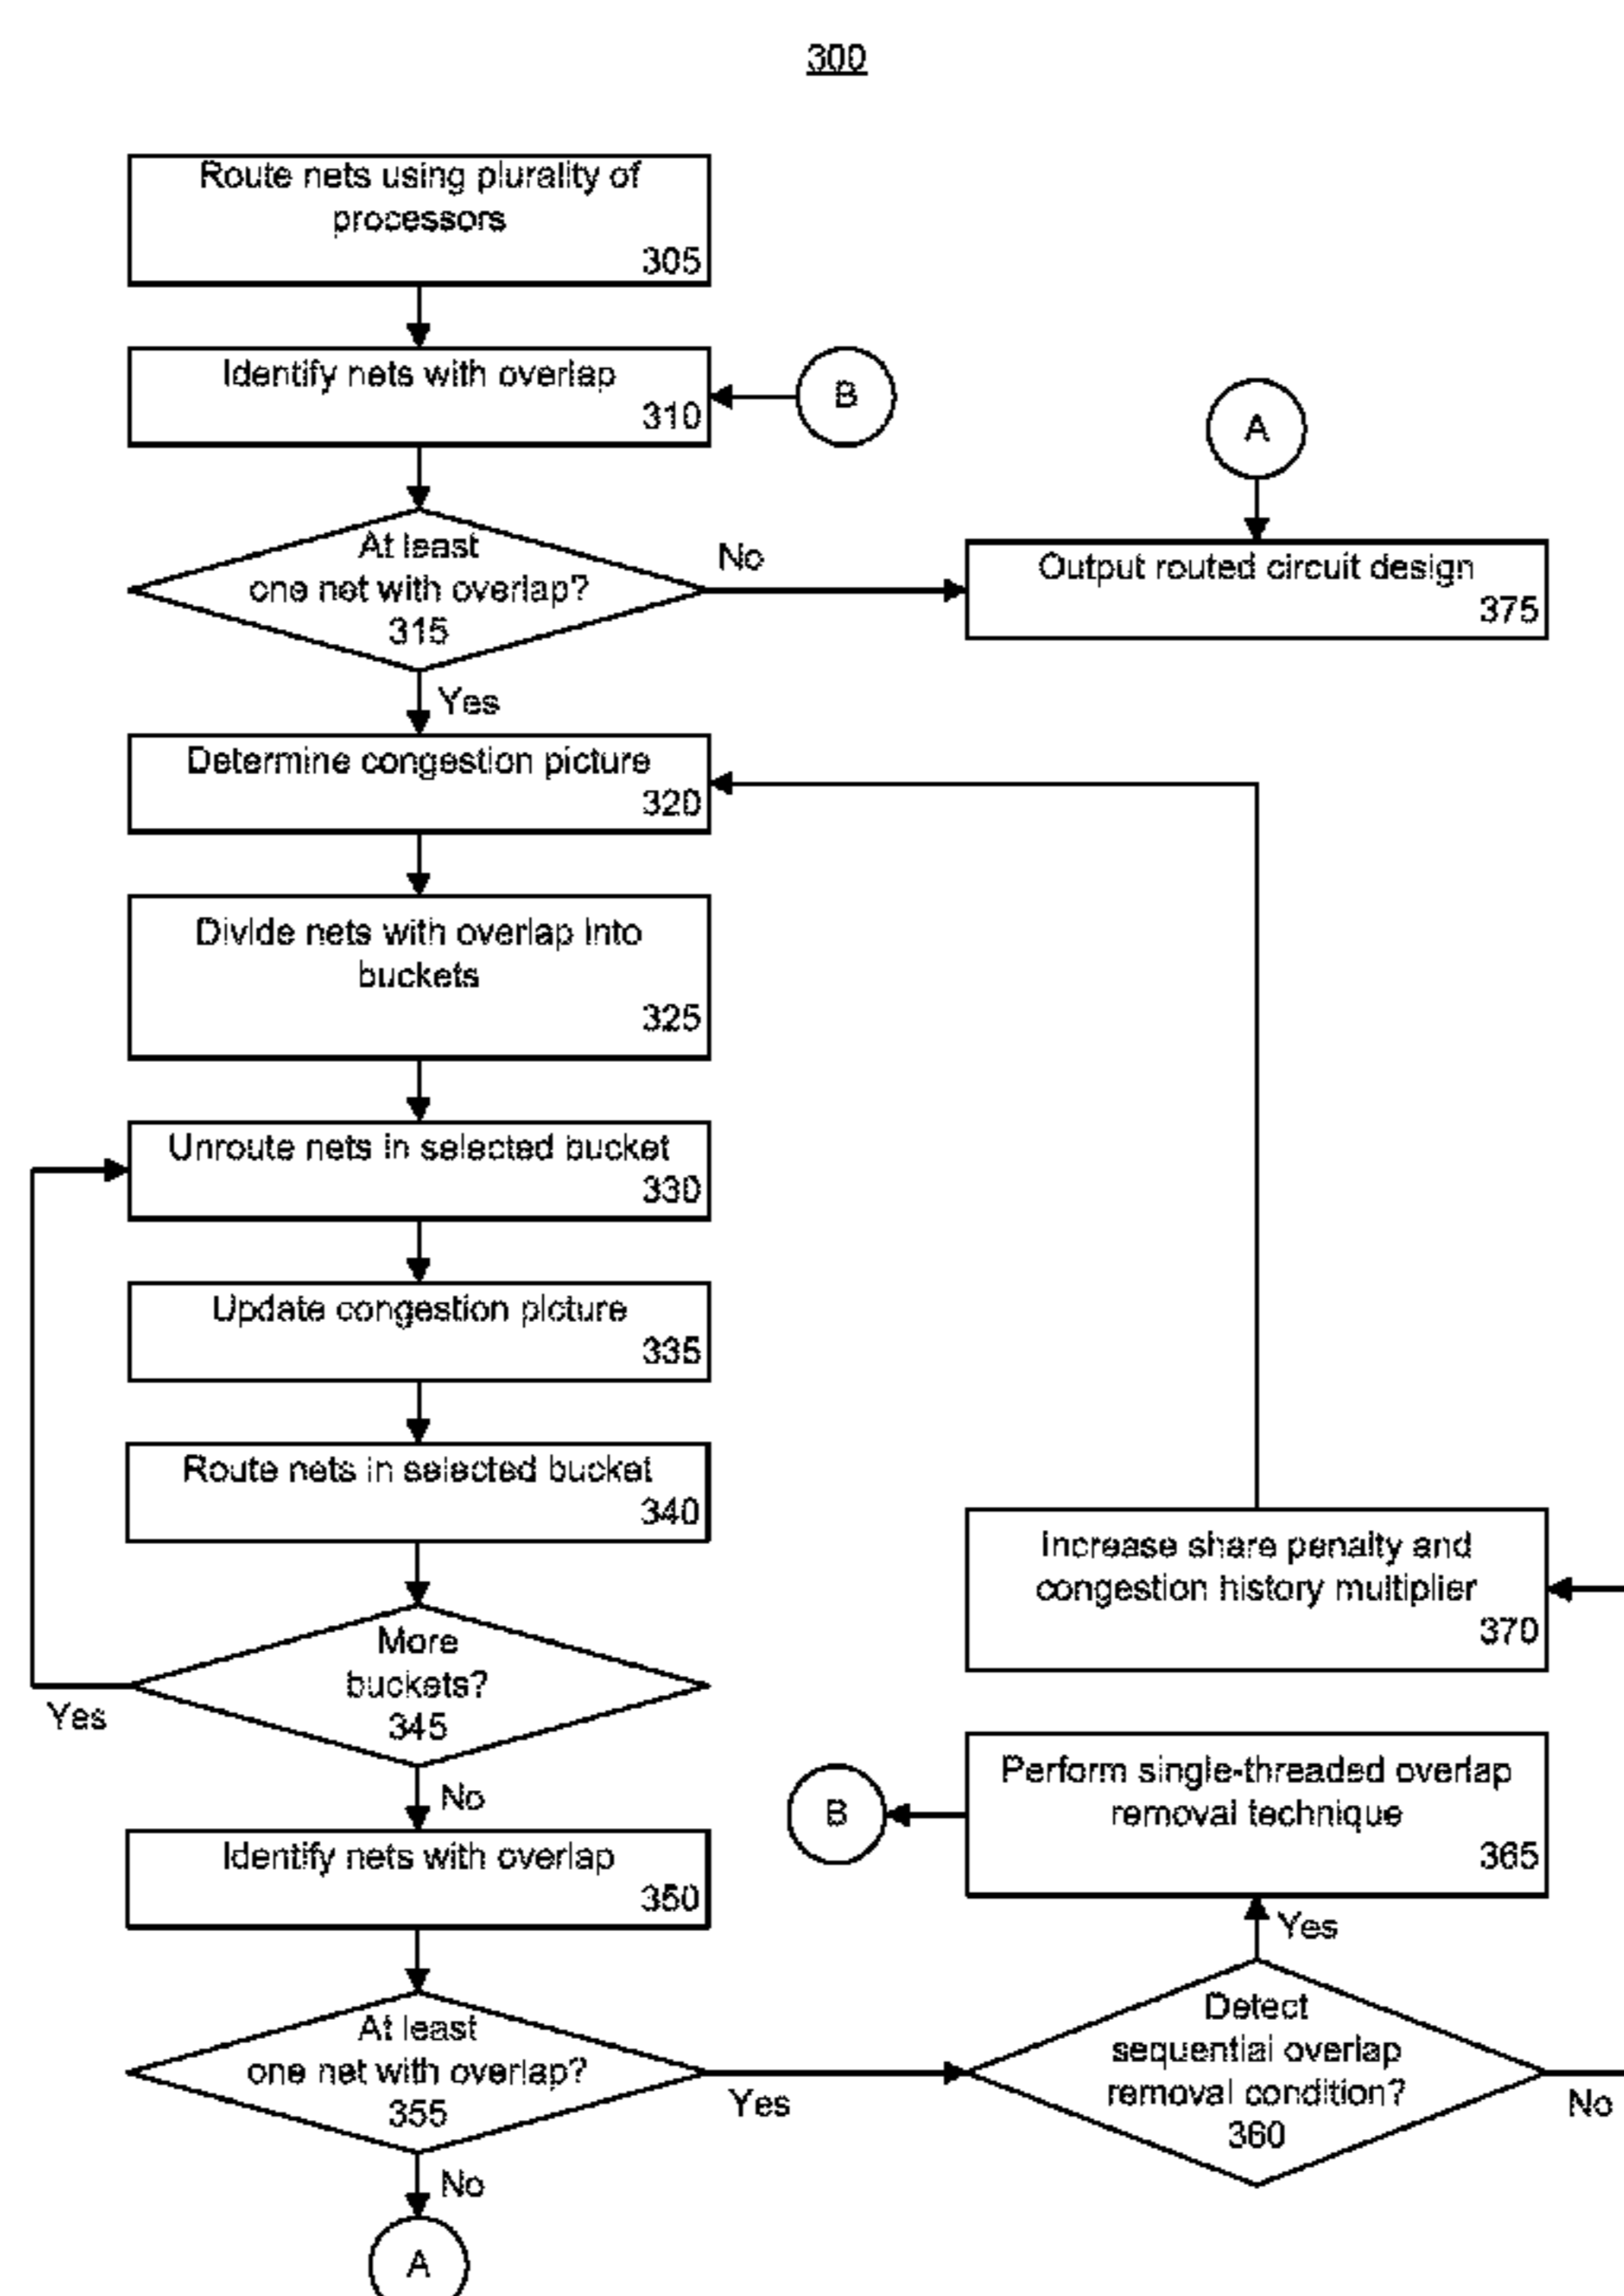 300
Route nets using plurality of
processors
305
Identify nets with overlap
310
B
A
At least
one net with overlap?
315
No
Output routed circuit design
375
Yes
Determine congestion picture
320
Divide nets with overlap into
buckets
325
Unroute nets in selected bucket
330
Update congestion picture
335
Route nets in selected bucket
340
Increase share penalty and
congestion history multiplier
370
More
buckets?
345
Yes
No
Perform single-threaded overlap
removal technique
365
B
Identify nets with overlap
350
Yes
At least
one net with overlap?
355
Yes
Detect
sequential overlap
removal condition?
360
No
No
A